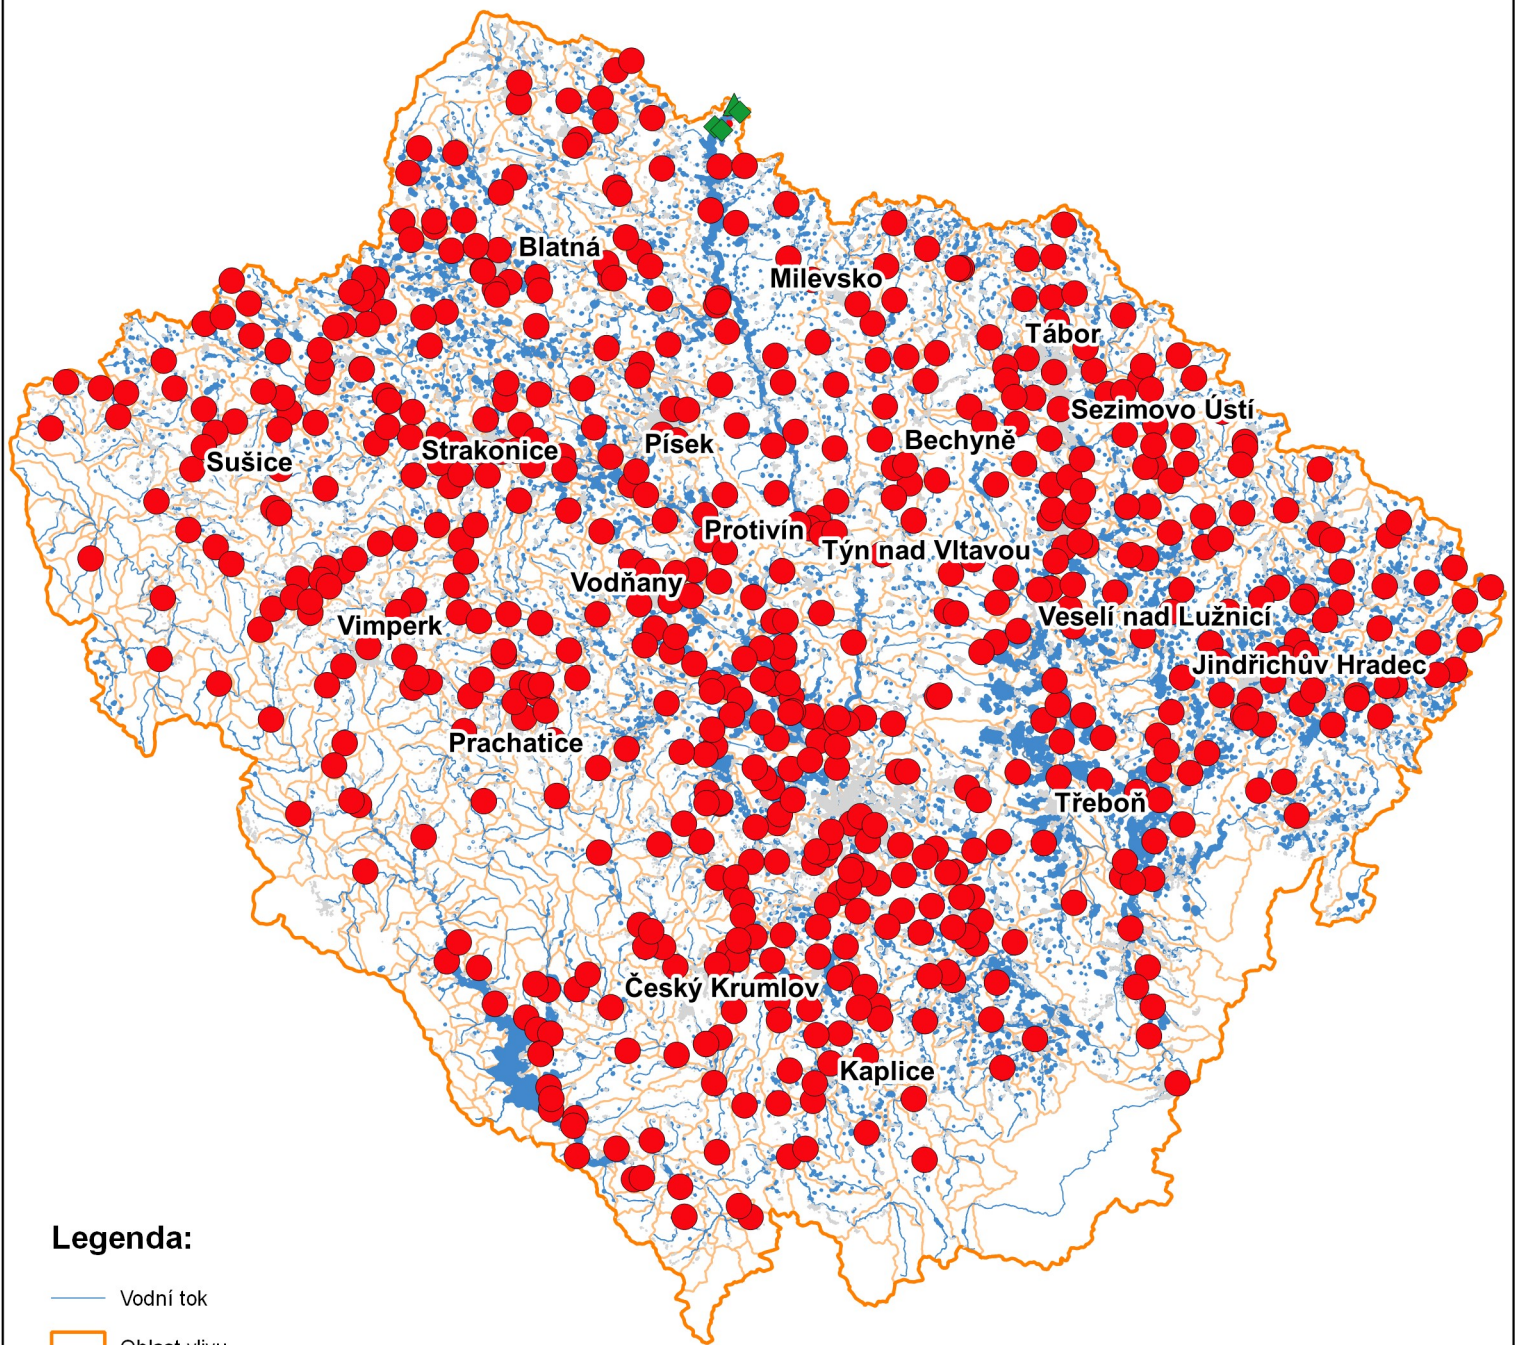 Blatná
Milevsko
Tábor
Sezimovo Ústí
Písek
Bechyně
Strakonice
Sušice
Protivín
Týn nad Vltavou
Vodňany
Veselí nad Lužnicí
Vimperk
Jindřichův Hradec
Prachatice
Třeboň
Český Krumlov
Kaplice
Legenda:
Vodní tok